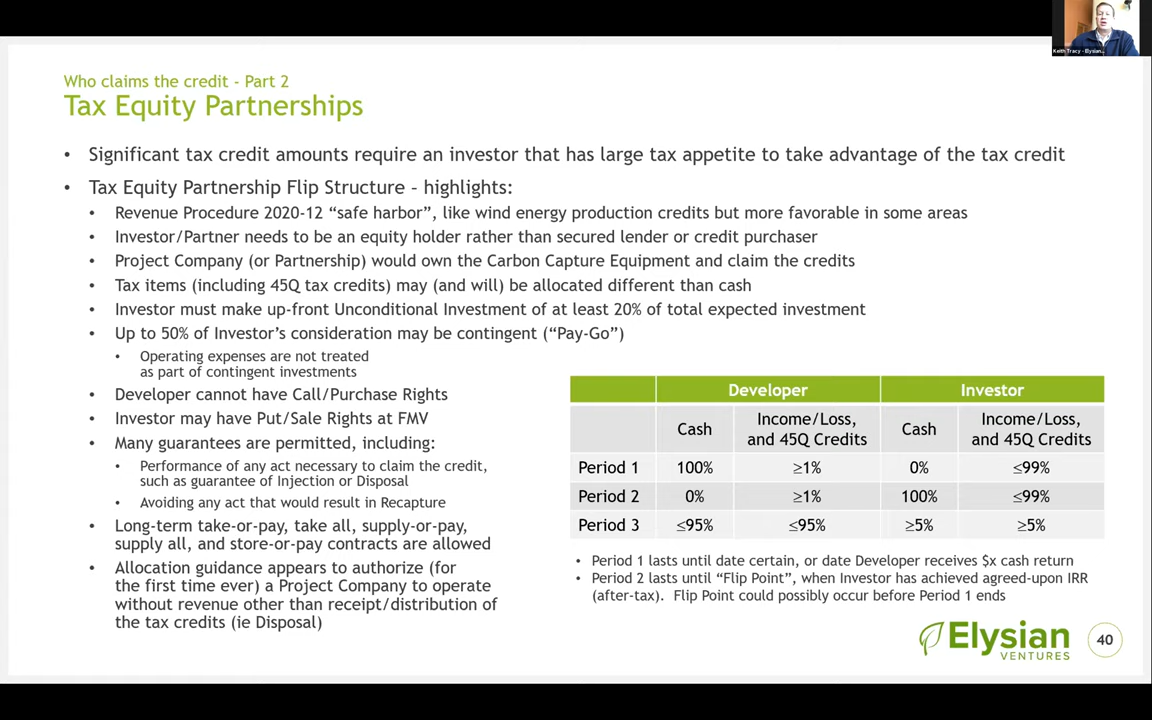 Keith Tracy - Elysian...
Who claims the credit - Part 2
Tax Equity Partnerships
• Significant tax credit amounts require an investor that has large tax appetite to take advantage of the tax credit
• Tax Equity Partnership Flip Structure – highlights:
• Revenue Procedure 2020-12 “safe harbor”, like wind energy production credits but more favorable in some areas
• Investor/Partner needs to be an equity holder rather than secured lender or credit purchaser
• Project Company (or Partnership) would own the Carbon Capture Equipment and claim the credits
• Tax items (including 45Q tax credits) may (and will) be allocated different than cash
• Investor must make up-front Unconditional Investment of at least 20% of total expected investment
• Up to 50% of Investor’s consideration may be contingent (“Pay-Go”)
• Operating expenses are not treated
as part of contingent investments
• Developer cannot have Call/Purchase Rights
• Investor may have Put/Sale Rights at FMV
• Many guarantees are permitted, including:
• Performance of any act necessary to claim the credit,
such as guarantee of Injection or Disposal
• Avoiding any act that would result in Recapture
• Long-term take-or-pay, take all, supply-or-pay,
supply all, and store-or-pay contracts are allowed
• Allocation guidance appears to authorize (for
the first time ever) a Project Company to operate
without revenue other than receipt/distribution of
the tax credits (ie Disposal)
Developer Investor
Cash Income/Loss, and 45Q Credits Cash Income/Loss, and 45Q Credits
Period 1 100% ≥1% 0% ≤99%
Period 2 0% ≥1% 100% ≤99%
Period 3 ≤95% ≤95% ≥5% ≥5%
• Period 1 lasts until date certain, or date Developer receives $x cash return
• Period 2 lasts until “Flip Point”, when Investor has achieved agreed-upon IRR
(after-tax). Flip Point could possibly occur before Period 1 ends
Elysian
VENTURES
40